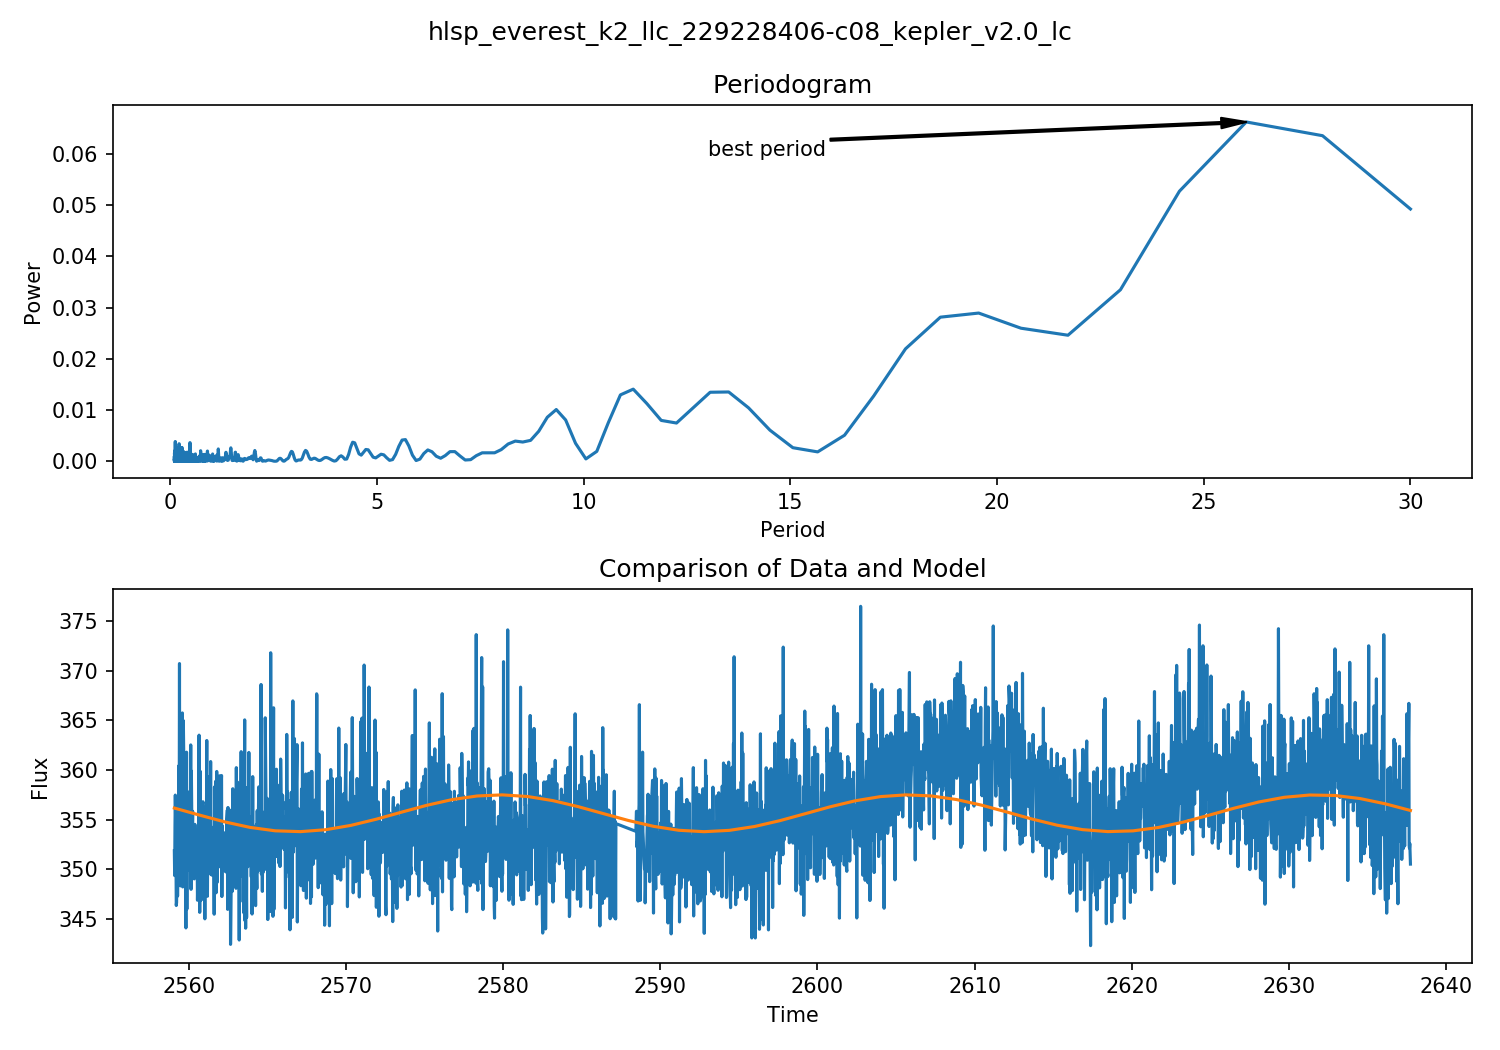 hlsp_everest_k2_llc_229228406-c08_kepler_v2.0_lc
Periodogram
best period
Power
0.06
0.05
0.04
0.03
0.02
0.01
0.00
0 5 10 15 20 25 30
Period
Comparison of Data and Model
Flux
375
370
365
360
355
350
345
2560 2570 2580 2590 2600 2610 2620 2630 2640
Time